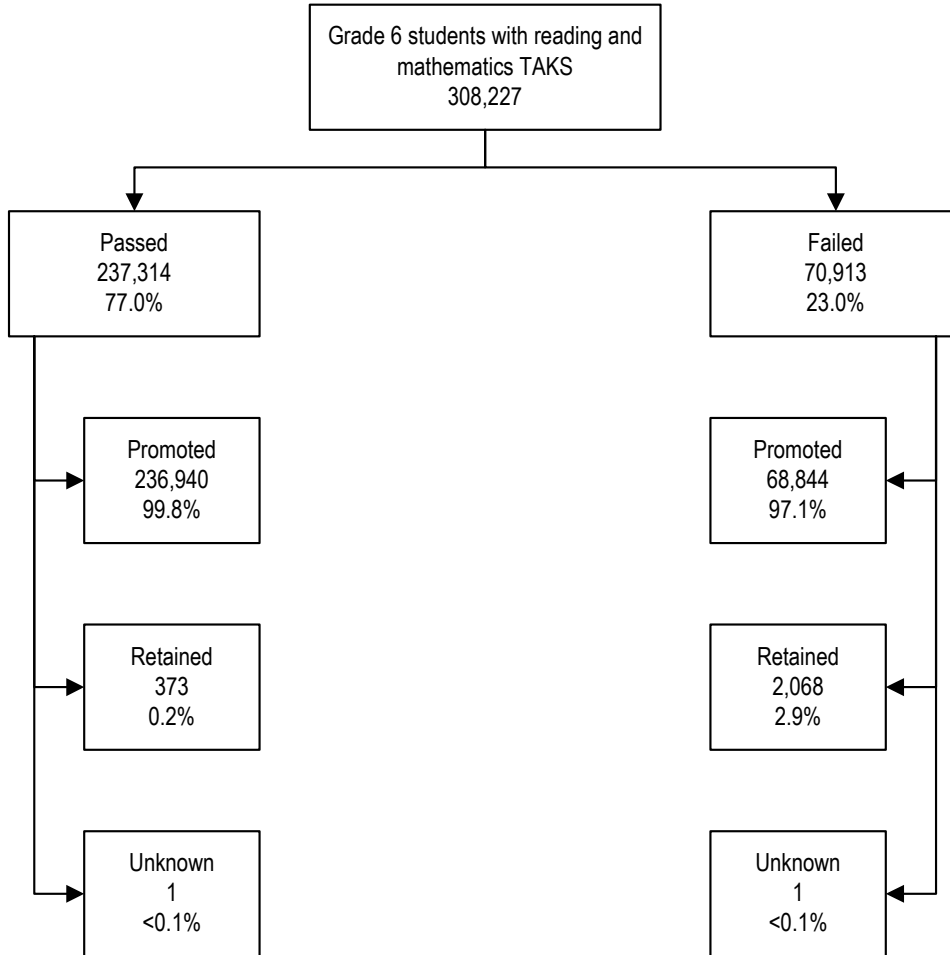 Grade 6 students with reading and
mathematics TAKS
308,227
Passed
237,314
77.0%
Failed
70,913
23.0%
Promoted
236,940
99.8%
Promoted
68,844
97.1%
Retained
373
0.2%
Retained
2,068
2.9%
Unknown
1
<0.1%
Unknown
1
<0.1%